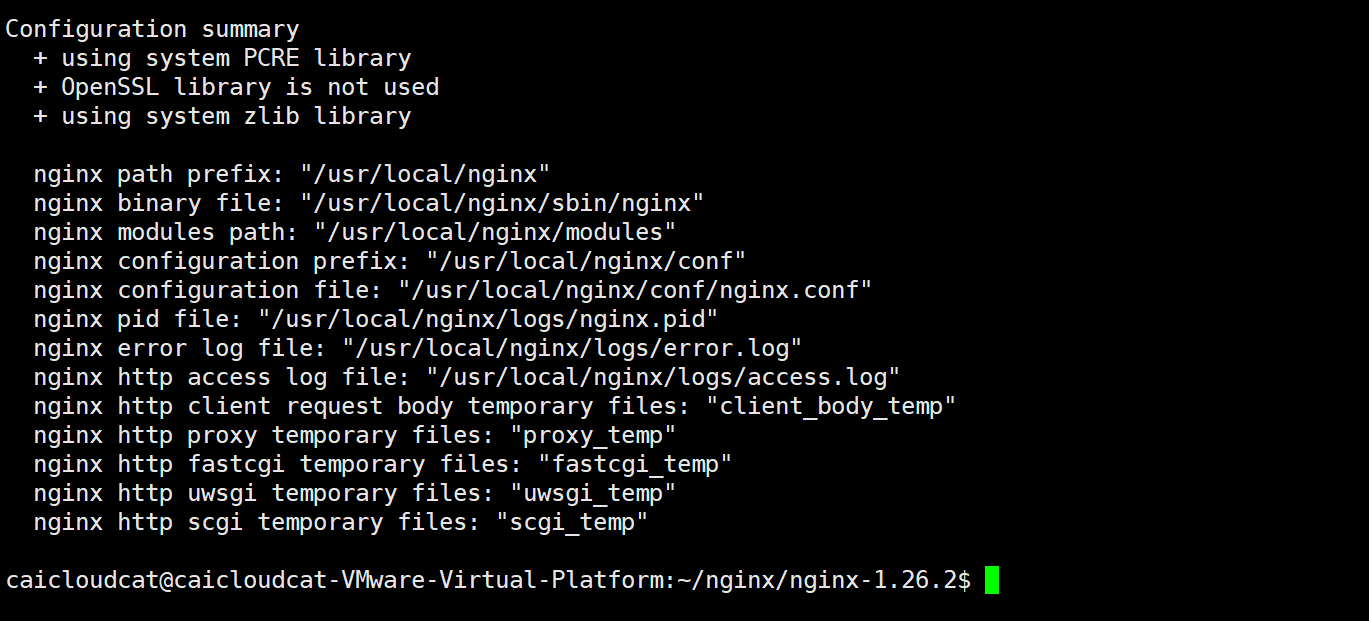 Configuration summary
  + using system PCRE library
  + OpenSSL library is not used
  + using system zlib library

  nginx path prefix: "/usr/local/nginx"
  nginx binary file: "/usr/local/nginx/sbin/nginx"
  nginx modules path: "/usr/local/nginx/modules"
  nginx configuration prefix: "/usr/local/nginx/conf"
  nginx configuration file: "/usr/local/nginx/conf/nginx.conf"
  nginx pid file: "/usr/local/nginx/logs/nginx.pid"
  nginx error log file: "/usr/local/nginx/logs/error.log"
  nginx http access log file: "/usr/local/nginx/logs/access.log"
  nginx http client request body temporary files: "client_body_temp"
  nginx http proxy temporary files: "proxy_temp"
  nginx http fastcgi temporary files: "fastcgi_temp"
  nginx http uwsgi temporary files: "uwsgi_temp"
  nginx http scgi temporary files: "scgi_temp"

caicloudcat@caicloudcat-VMware-Virtual-Platform:~/nginx/nginx-1.26.2$